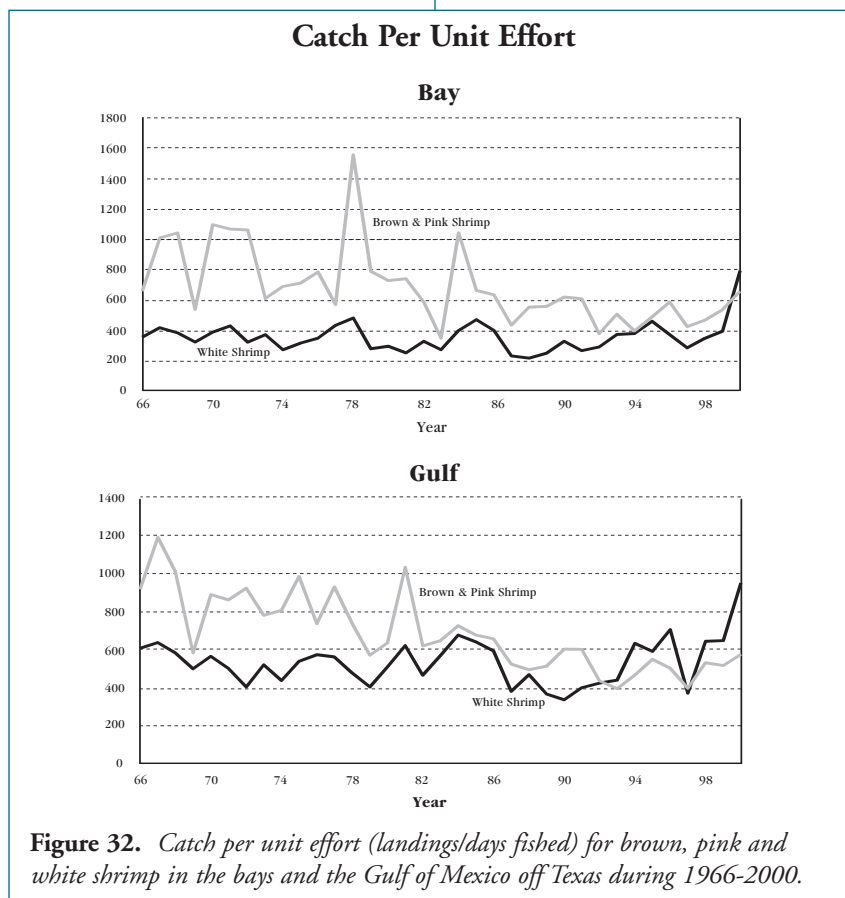 Catch Per Unit Effort
Bay
1800
1600
1400
1200
1000
800
600
400
200
0
Brown & Pink Shrimp
White Shrimp
66 70 74 78 82 86 90 94 98
Year
Gulf
1400
1200
1000
800
600
400
200
0
Brown & Pink Shrimp
White Shrimp
66 70 74 78 82 86 90 94 98
Year
Figure 32. Catch per unit effort (landings/days fished) for brown, pink and
white shrimp in the bays and the Gulf of Mexico off Texas during 1966-2000.